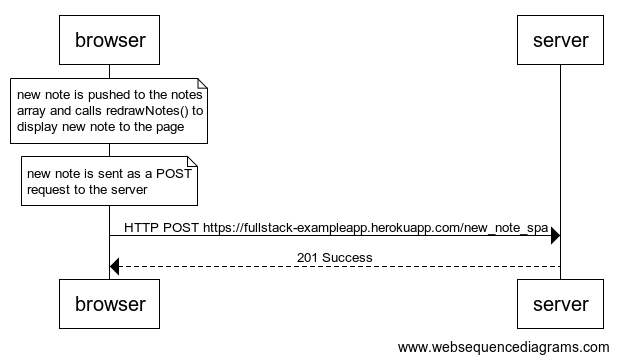 browser
server
new note is pushed to the notes
array and calls redrawNotes() to
display new note to the page
new note is sent as a POST
request to the server
HTTP POST https://fullstack-exampleapp.herokuapp.com/new_note_spa
201 Success
browser
server
www.websequencediagrams.com